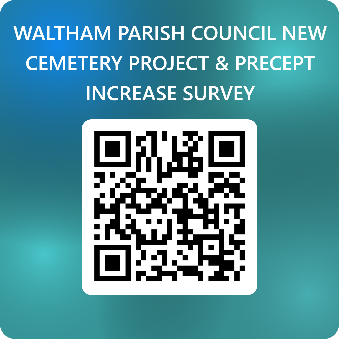 WALTHAM PARISH COUNCIL NEW
CEMETERY PROJECT & PRECEPT
INCREASE SURVEY